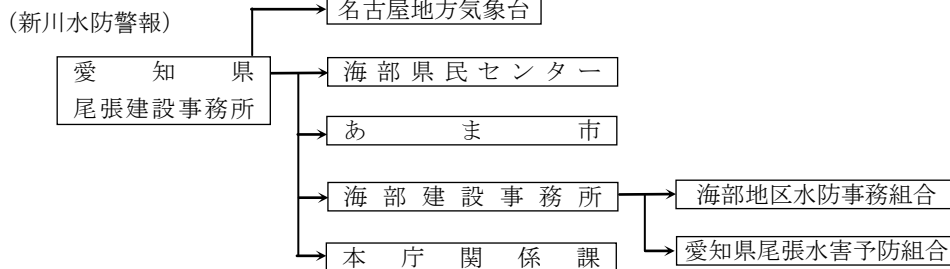 名古屋地方気象台
(新川水防警報)
愛知県
尾張建設事務所
海部県民センター
あま市
海部建設事務所
海部地区水防事務組合
愛知県尾張水害予防組合
本庁関係課